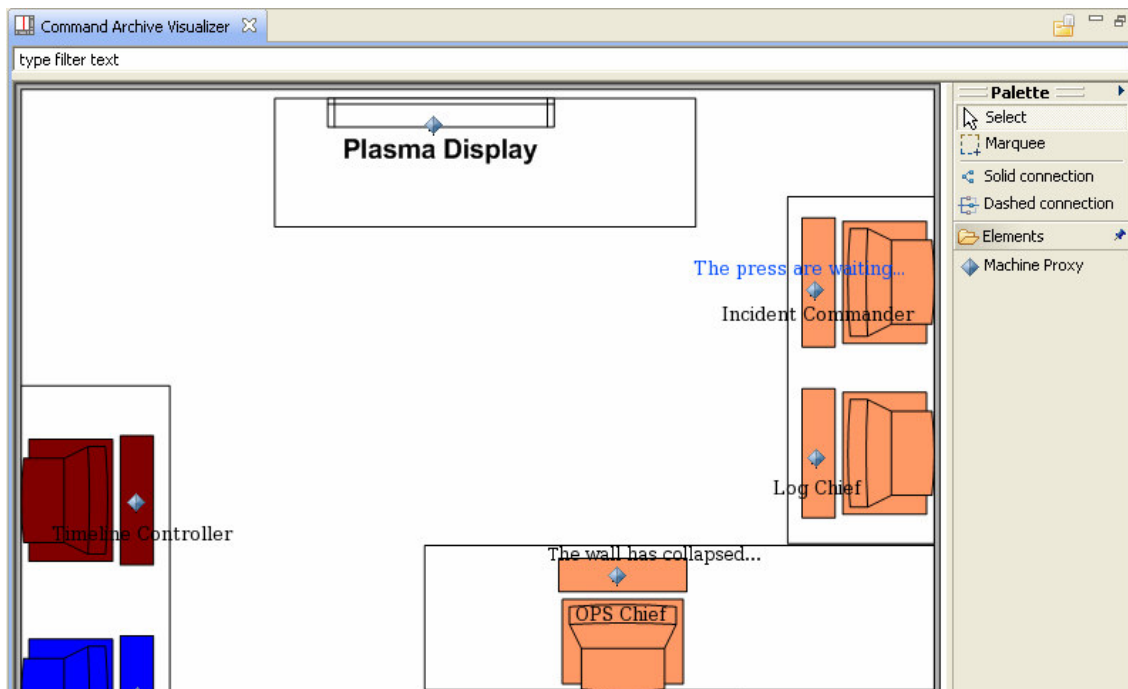 Command Archive Visualizer
type filter text
Plasma Display
The press are waiting...
Incident Commander
Log Chief
Timeline Controller
The wall has collapsed...
OPS Chief
Palette
Select
Marquee
Solid connection
Dashed connection
Elements
Machine Proxy